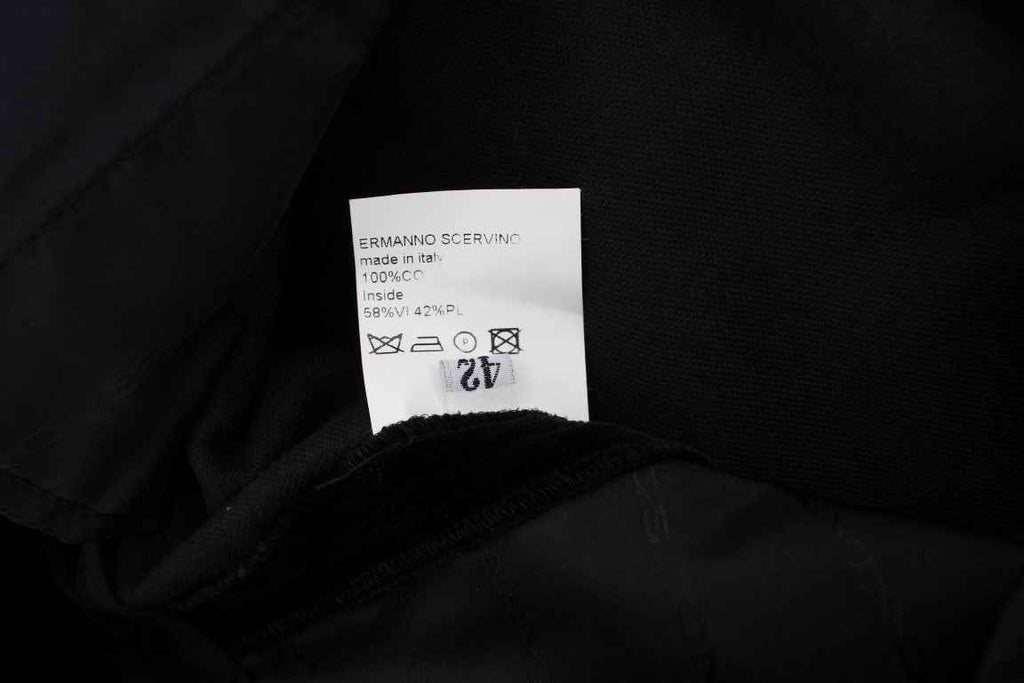 ERMANNO SCERVINO
made in italy
100%CO
Inside
58%VI 42%PL
P
42